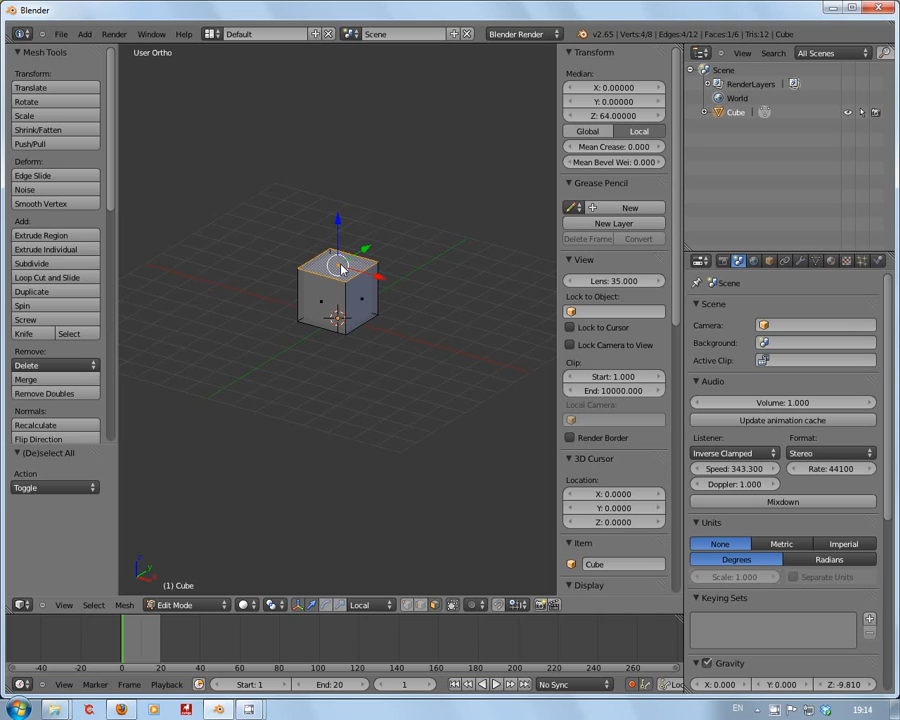 Blender
File Add Render Window Help Default Scene Blender Render v2.65 | Verts:4/8 | Edges:4/12 | Faces:1/6 | Tris:12 | Cube
Mesh Tools
Transform:
Translate
Rotate
Scale
Shrink/Fatten
Push/Pull
Deform:
Edge Slide
Noise
Smooth Vertex
Add:
Extrude Region
Extrude Individual
Subdivide
Loop Cut and Slide
Duplicate
Spin
Screw
Knife Select
Remove:
Delete
Merge
Remove Doubles
Normals:
Recalculate
Flip Direction
(De)select All
Action
Toggle
User Ortho
(1) Cube
Transform
Median:
X: 0.00000
Y: 0.00000
Z: 64.00000
Global Local
Mean Crease: 0.000
Mean Bevel Wei: 0.000
Grease Pencil
New
New Layer
Delete Frame Convert
View
Lens: 35.000
Lock to Object:
Lock to Cursor
Lock Camera to View
Clip:
Start: 1.000
End: 10000.000
Local Camera:
Render Border
3D Cursor
Location:
X: 0.0000
Y: 0.0000
Z: 0.0000
Item
Cube
Display
View Search All Scenes
Scene
RenderLayers
World
Cube
Scene
Scene
Camera:
Background:
Active Clip:
Audio
Volume: 1.000
Update animation cache
Listener: Format:
Inverse Clamped Stereo
Speed: 343.300 Rate: 44100
Doppler: 1.000
Mixdown
Units
None Metric Imperial
Degrees Radians
Scale: 1.000 Separate Units
Keying Sets
Gravity
X: 0.000 Y: 0.000 Z: -9.810
View Select Mesh Edit Mode Local
-40 -20 0 20 40 60 80 100 120 140 160 180 200 220 240 260
View Marker Frame Playback Start: 1 End: 20 1 No Sync
EN 19:14